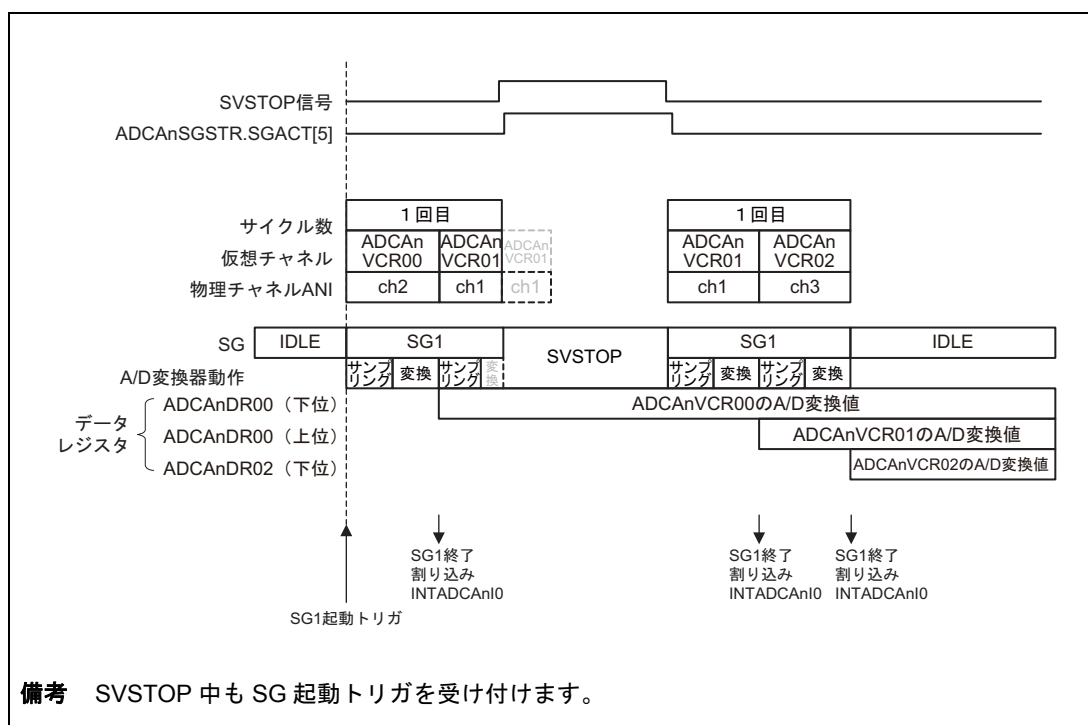 SVSTOP信号
ADCAnSGSTR.SGACT[5]
サイクル数
1回目
1回目
仮想チャネル
ADCAn
VCR00
ADCAn
VCR01
ADCAn
VCR01
ADCAn
VCR01
ADCAn
VCR02
物理チャネルANI
ch2
ch1
ch1
ch1
ch3
SG
IDLE
SG1
SVSTOP
SG1
IDLE
A/D変換器動作
サンプ
リング
変換
サンプ
リング
変
換
サンプ
リング
変換
サンプ
リング
変換
データ
レジスタ
ADCAnDR00（下位）
ADCAnVCR00のA/D変換値
ADCAnDR00（上位）
ADCAnVCR01のA/D変換値
ADCAnDR02（下位）
ADCAnVCR02のA/D変換値
SG1終了
割り込み
INTADCAnI0
SG1終了
割り込み
INTADCAnI0
SG1終了
割り込み
INTADCAnI0
SG1起動トリガ
備考 SVSTOP 中も SG 起動トリガを受け付けます。